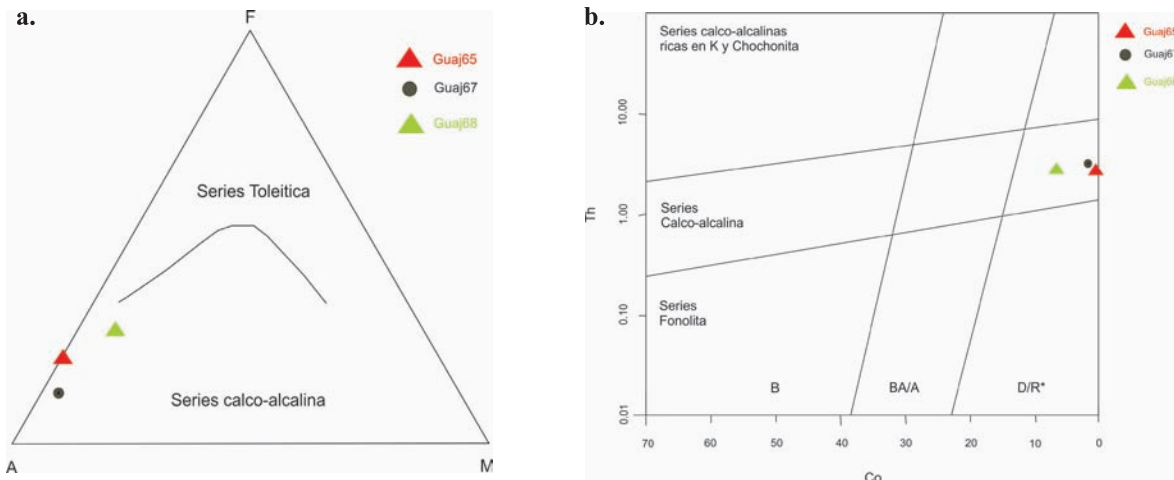 a.
F
Guaj65
Guaj67
Guaj68
Series Toleitica
Series calco-alcalina
A
M
b.
Series calco-alcalinas
ricas en K y Chochonita
Guaj65
Guaj67
10.00
Th
1.00
Series
Calco-alcalina
0.10
Series
Fonolita
B
BA/A
D/R*
0.01
70
60
50
40
30
20
10
0
Co